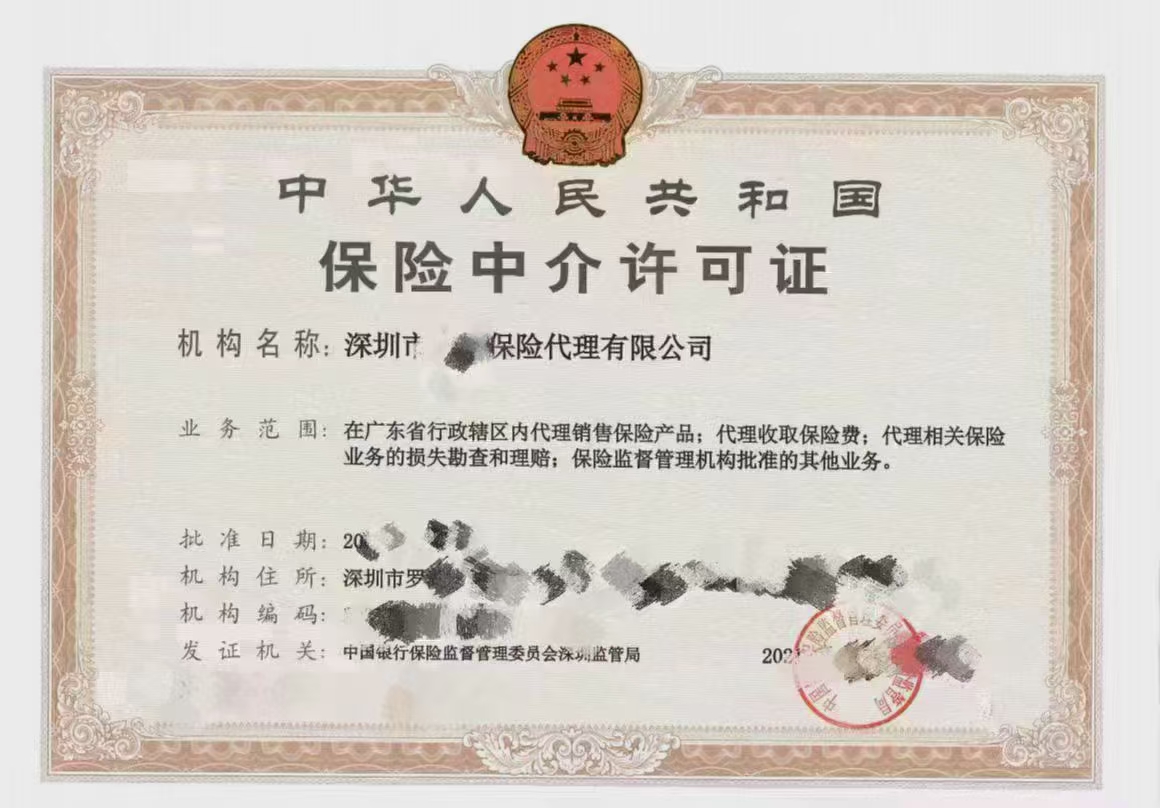 中华人民共和国
保险中介许可证
机构名称：深圳市 保险代理有限公司
业务范围：在广东省行政辖区内代理销售保险产品；代理收取保险费；代理相关保险
业务的损失勘查和理赔；保险监督管理机构批准的其他业务。
批准日期：20
机构住所：深圳市罗
机构编码：
发证机关：中国银行保险监督管理委员会深圳监管局 202